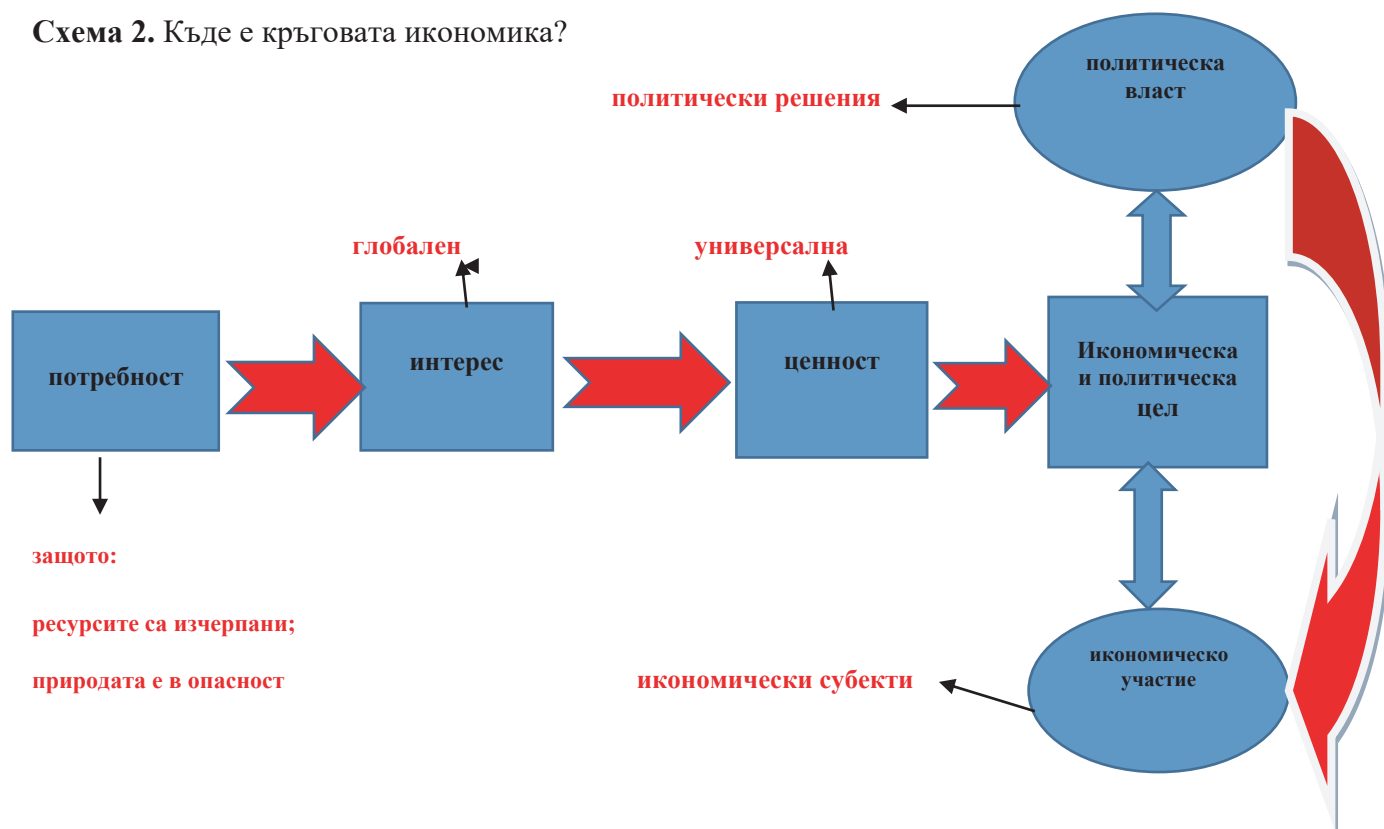 Схема 2. Къде е кръговата икономика?
политическа
власт
политически решения
глобален
универсална
потребност
интерес
ценност
Икономическа
и политическа
цел
защото:
ресурсите са изчерпани;
природата е в опасност
икономически субекти
икономическо
участие